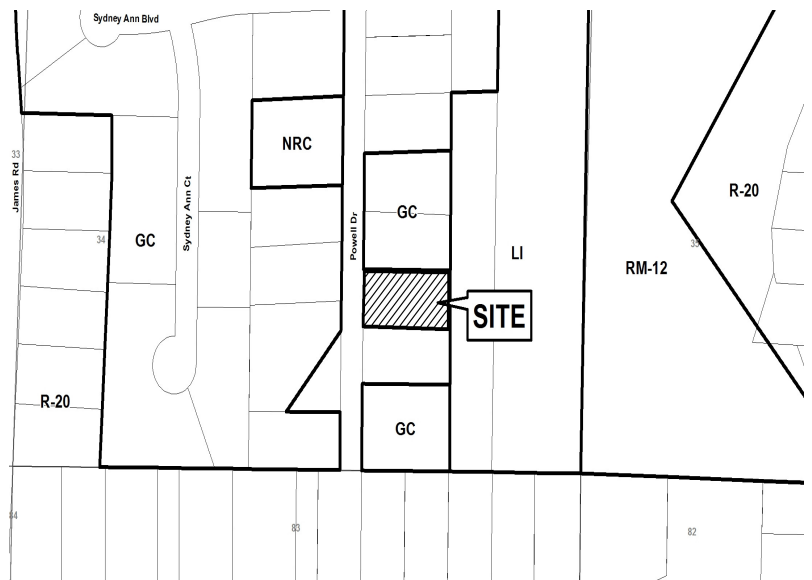 Sydney Ann Blvd
33
James Rd
34
GC
Sydney Ann Ct
NRC
Powell Dr
GC
LI
SITE
R-20
35
RM-12
R-20
GC
84
83
82